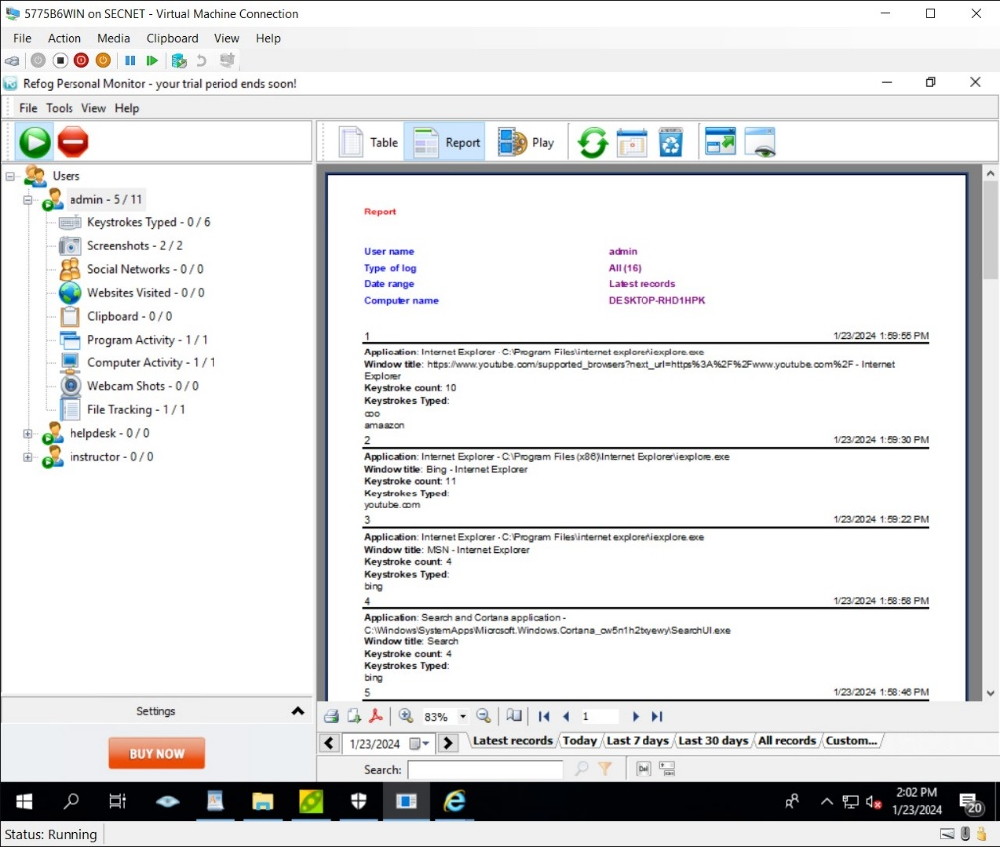 5775B6WIN on SECNET - Virtual Machine Connection
File Action Media Clipboard View Help
Refog Personal Monitor - your trial period ends soon!
File Tools View Help
Table Report Play
Users
admin - 5 / 11
Keystrokes Typed - 0 / 6
Screenshots - 2 / 2
Social Networks - 0 / 0
Websites Visited - 0 / 0
Clipboard - 0 / 0
Program Activity - 1 / 1
Computer Activity - 1 / 1
Webcam Shots - 0 / 0
File Tracking - 1 / 1
helpdesk - 0 / 0
instructor - 0 / 0
Settings
BUY NOW
Report
User name admin
Type of log All (16)
Date range Latest records
Computer name DESKTOP-RHD1HPK
1 1/23/2024 1:59:55 PM
Application: Internet Explorer - C:\Program Files\internet explorer\iexplore.exe
Window title: https://www.youtube.com/supported_browsers?next_url=https%3A%2F%2Fwww.youtube.com%2F - Internet
Explorer
Keystroke count: 10
Keystrokes Typed:
ooo
amaazon
2 1/23/2024 1:59:30 PM
Application: Internet Explorer - C:\Program Files (x86)\Internet Explorer\iexplore.exe
Window title: Bing - Internet Explorer
Keystroke count: 11
Keystrokes Typed:
youtube.com
3 1/23/2024 1:59:22 PM
Application: Internet Explorer - C:\Program Files\internet explorer\iexplore.exe
Window title: MSN - Internet Explorer
Keystroke count: 4
Keystrokes Typed:
bing
4 1/23/2024 1:58:58 PM
Application: Search and Cortana application -
C:\Windows\SystemApps\Microsoft.Windows.Cortana_cw5n1h2txyewy\SearchUI.exe
Window title: Search
Keystroke count: 4
Keystrokes Typed:
bing
5 1/23/2024 1:58:46 PM
83% 1
1/23/2024 Latest records Today Last 7 days Last 30 days All records Custom...
Search: Del
2:02 PM
1/23/2024
20
Status: Running